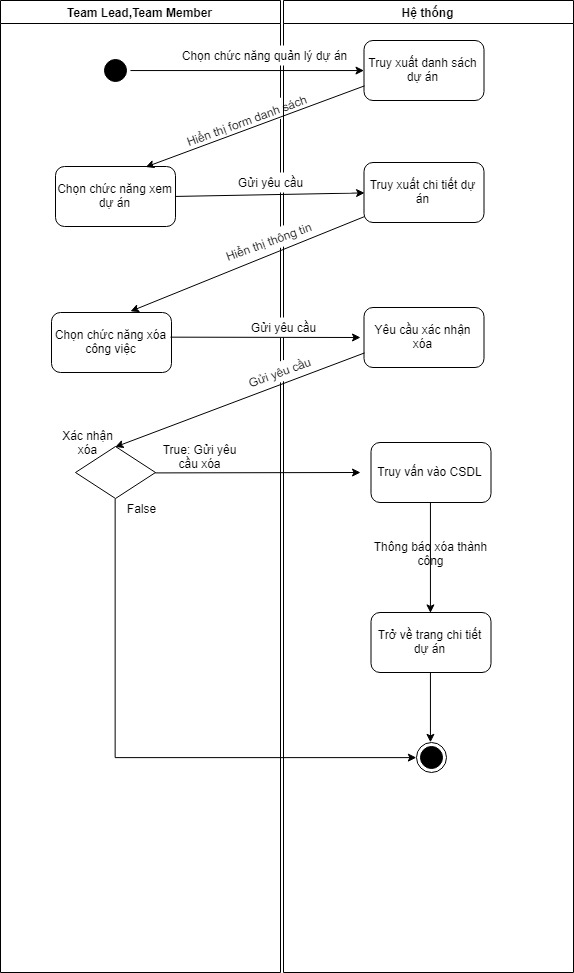 Team Lead,Team Member
Hệ thống
Chọn chức năng quản lý dự án
Truy xuất danh sách
dự án
Hiển thị form danh sách
Chọn chức năng xem
dự án
Gửi yêu cầu
Truy xuất chi tiết dự
án
Hiển thị thông tin
Chọn chức năng xóa
công việc
Gửi yêu cầu
Yêu cầu xác nhận
xóa
Gửi yêu cầu
Xác nhận
xóa
True: Gửi yêu
cầu xóa
Truy vấn vào CSDL
False
Thông báo xóa thành
công
Trở về trang chi tiết
dự án